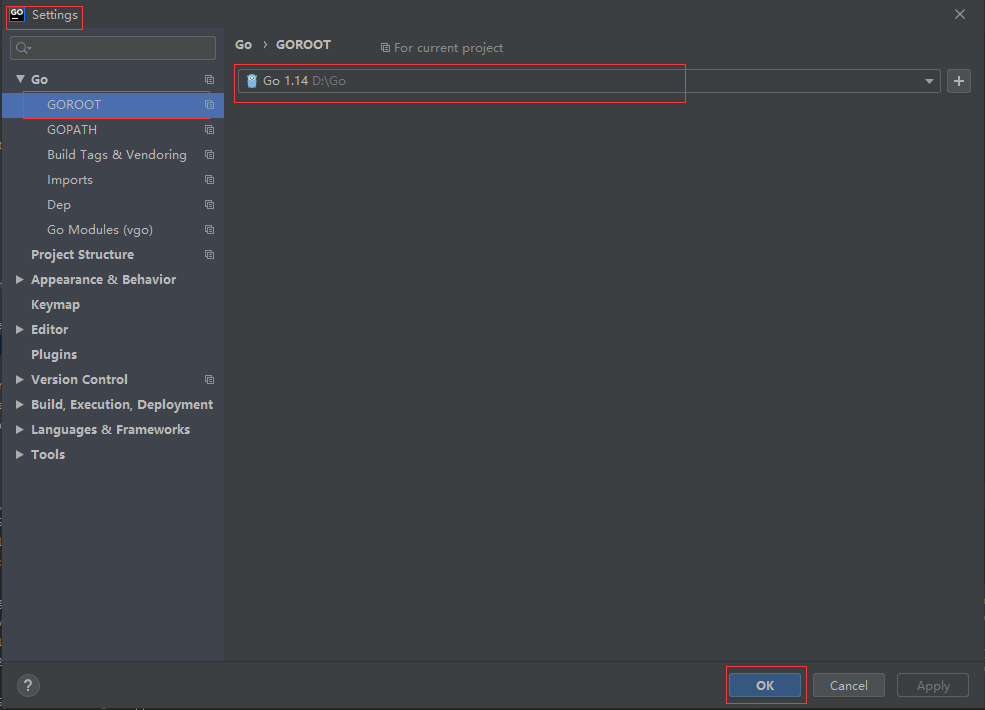 GO Settings
Go › GOROOT For current project
Go 1.14 D:\Go
Go
GOROOT
GOPATH
Build Tags & Vendoring
Imports
Dep
Go Modules (vgo)
Project Structure
Appearance & Behavior
Keymap
Editor
Plugins
Version Control
Build, Execution, Deployment
Languages & Frameworks
Tools
? OK Cancel Apply